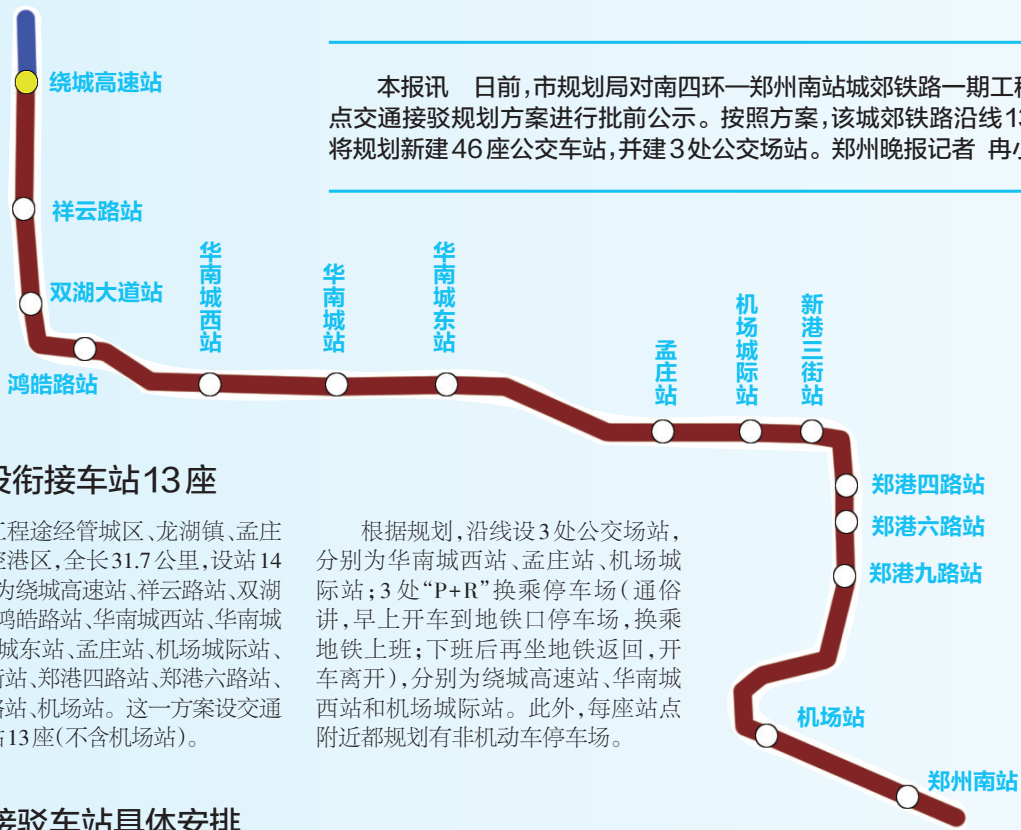 绕城高速站
本报讯 日前,市规划局对南四环—郑州南站城郊铁路一期工程
点交通接驳规划方案进行批前公示。按照方案,该城郊铁路沿线13
将规划新建46座公交车站,并建3处公交场站。郑州晚报记者 冉小
祥云路站
双湖大道站
鸿皓路站
华南城西站
华南城站
华南城东站
孟庄站
机场城际站
新港三街站
郑港四路站
郑港六路站
郑港九路站
机场站
郑州南站
设衔接车站13座
工程途经管城区、龙湖镇、孟庄
空港区,全长31.7公里,设站14
为绕城高速站、祥云路站、双湖
鸿皓路站、华南城西站、华南城
城东站、孟庄站、机场城际站、
街站、郑港四路站、郑港六路站、
路站、机场站。这一方案设交通
站13座(不含机场站)。
根据规划,沿线设3处公交场站,
分别为华南城西站、孟庄站、机场城
际站;3处“P+R”换乘停车场(通俗
讲,早上开车到地铁口停车场,换乘
地铁上班;下班后再坐地铁返回,开
车离开),分别为绕城高速站、华南城
西站和机场城际站。此外,每座站点
附近都规划有非机动车停车场。
接驳车站具体安排